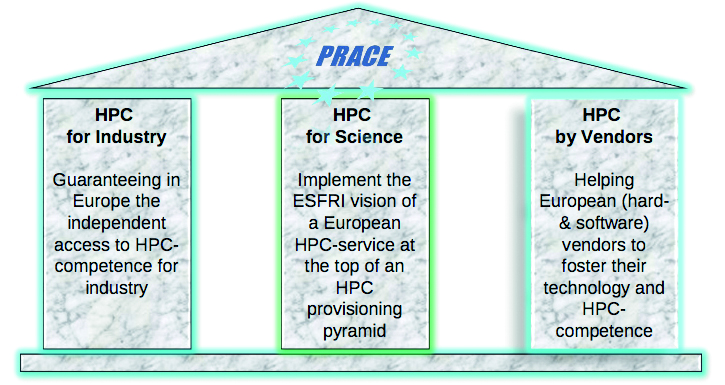 PRACE
HPC
for Industry
Guaranteeing in
Europe the
independent
access to HPC-
competence for
industry
HPC
for Science
Implement the
ESFRI vision of
a European
HPC-service at
the top of an
HPC
provisioning
pyramid
HPC
by Vendors
Helping
European (hard-
& software)
vendors to
foster their
technology and
HPC-
competence